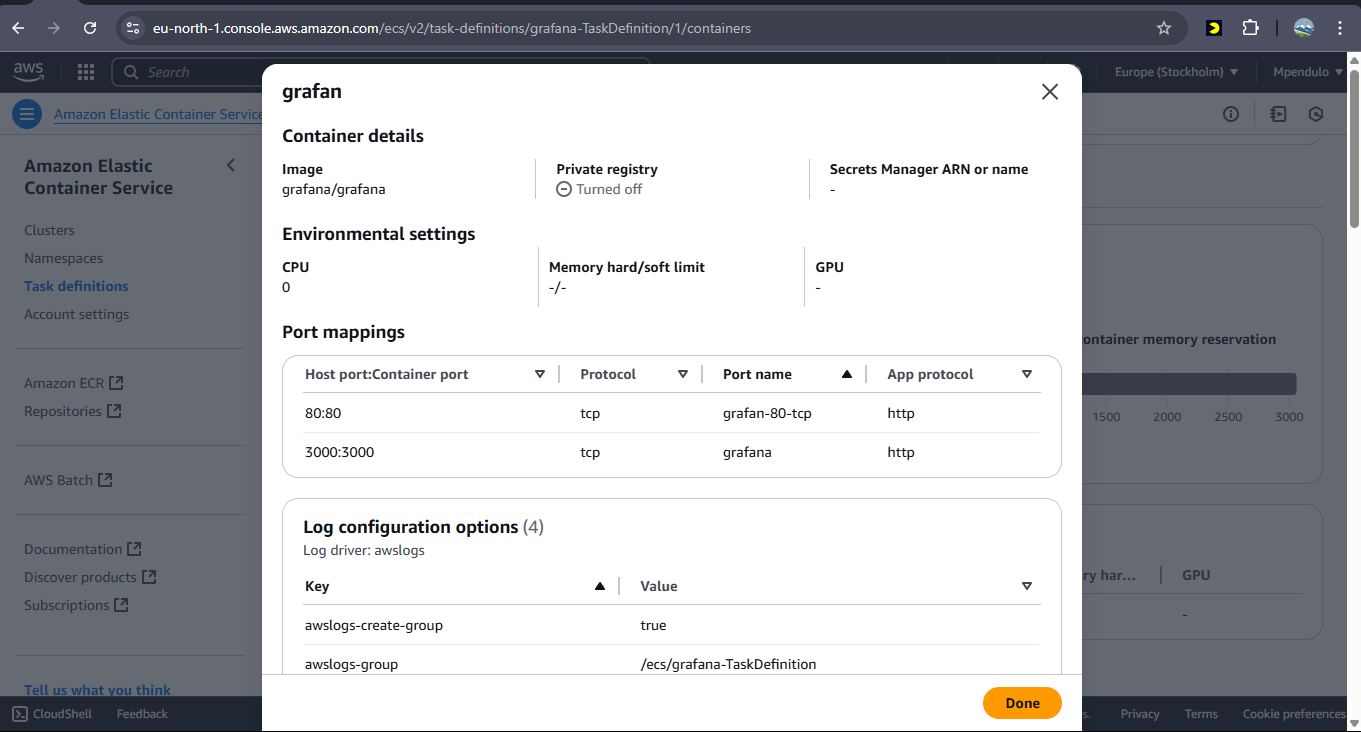 eu-north-1.console.aws.amazon.com/ecs/v2/task-definitions/grafana-TaskDefinition/1/containers
aws
Search
Europe (Stockholm)
Mpendulo
Amazon Elastic Container Service
Amazon Elastic
Container Service
Clusters
Namespaces
Task definitions
Account settings
Amazon ECR
Repositories
AWS Batch
Documentation
Discover products
Subscriptions
Tell us what you think
grafan
Container details
Image
grafana/grafana
Private registry
Turned off
Secrets Manager ARN or name
-
Environmental settings
CPU
0
Memory hard/soft limit
-/-
GPU
-
Port mappings
Host port:Container port Protocol Port name App protocol
80:80 tcp grafan-80-tcp http
3000:3000 tcp grafana http
Log configuration options (4)
Log driver: awslogs
Key Value
awslogs-create-group true
awslogs-group /ecs/grafana-TaskDefinition
Done
ontainer memory reservation
1500 2000 2500 3000
ry har... GPU
-
CloudShell Feedback
s. Privacy Terms Cookie preferences